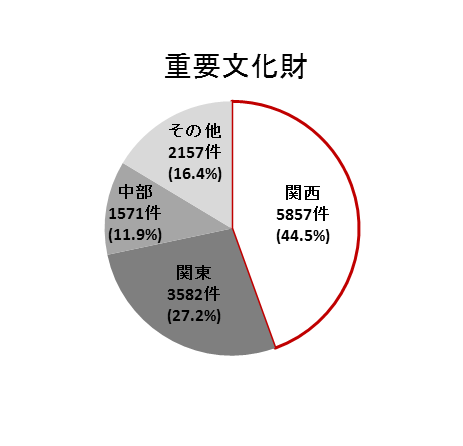 重要文化財
その他
2157件
(16.4%)
中部
1571件
(11.9%)
関西
5857件
(44.5%)
関東
3582件
(27.2%)